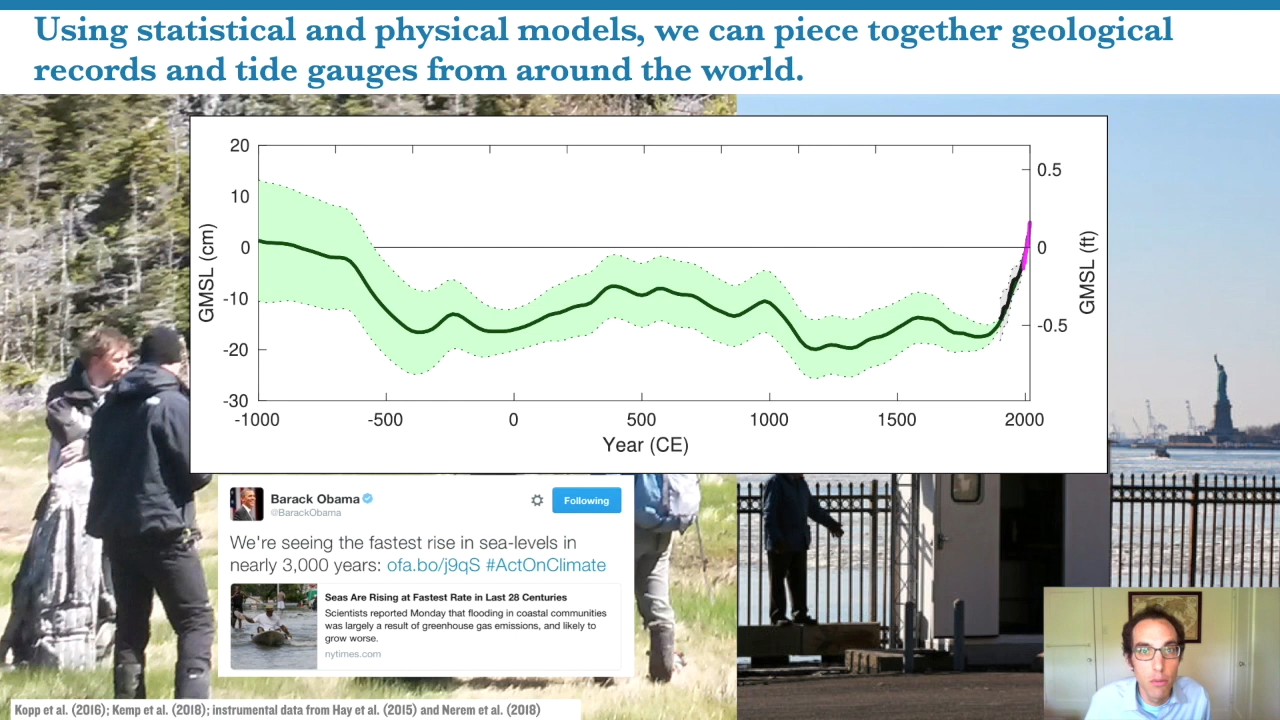 Using statistical and physical models, we can piece together geological
records and tide gauges from around the world.
20
10
0
-10
-20
-30
GMSL (cm)
0.5
0
-0.5
GMSL (ft)
-1000 -500 0 500 1000 1500 2000
Year (CE)
Barack Obama
@BarackObama
Following
We're seeing the fastest rise in sea-levels in
nearly 3,000 years: ofa.bo/j9qS #ActOnClimate
Seas Are Rising at Fastest Rate in Last 28 Centuries
Scientists reported Monday that flooding in coastal communities
was largely a result of greenhouse gas emissions, and likely to
grow worse.
nytimes.com
Kopp et al. (2016); Kemp et al. (2018); instrumental data from Hay et al. (2015) and Nerem et al. (2018)